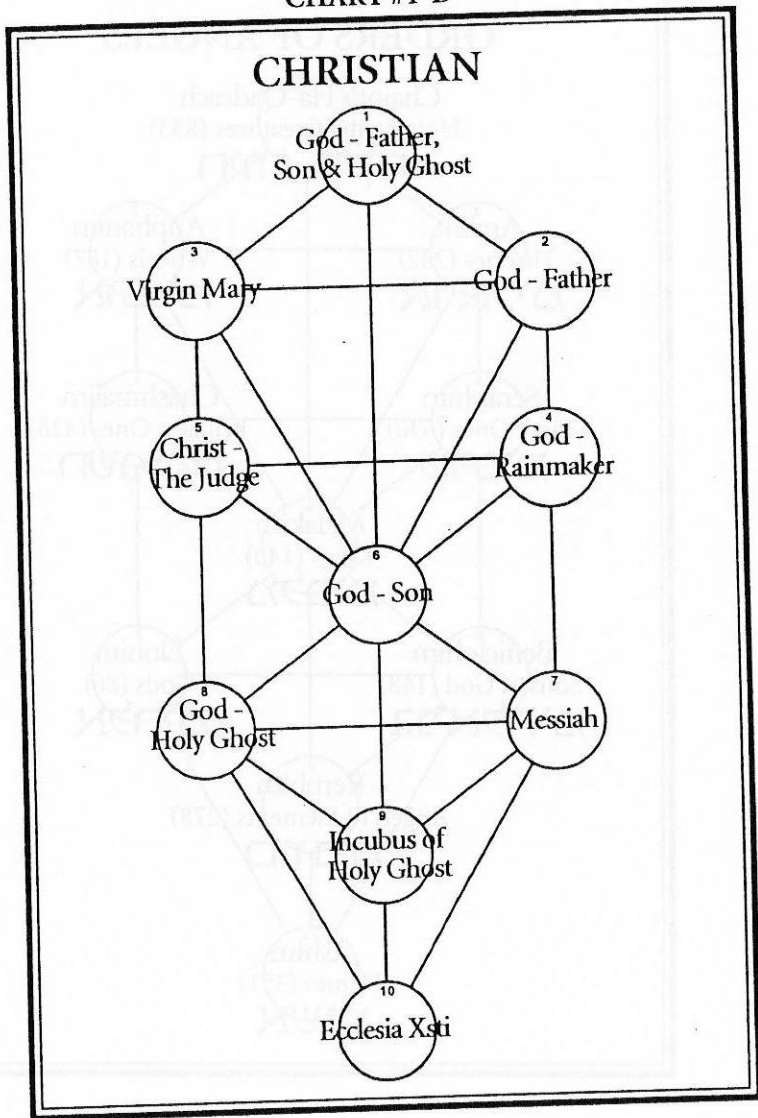 CHRISTIAN
1
God - Father,
Son & Holy Ghost
3
Virgin Mary
2
God - Father
5
Christ -
The Judge
4
God -
Rainmaker
6
God - Son
8
God -
Holy Ghost
7
Messiah
9
Incubus of
Holy Ghost
10
Ecclesia Xsti